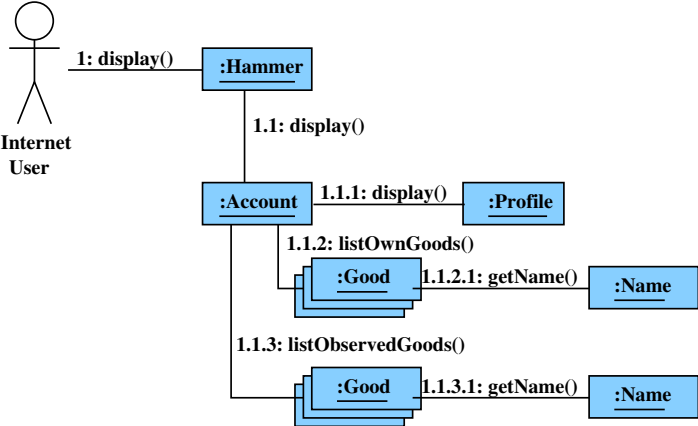 1: display()
:Hammer
Internet
User
1.1: display()
:Account
1.1.1: display()
:Profile
1.1.2: listOwnGoods()
:Good
1.1.2.1: getName()
:Name
1.1.3: listObservedGoods()
:Good
1.1.3.1: getName()
:Name